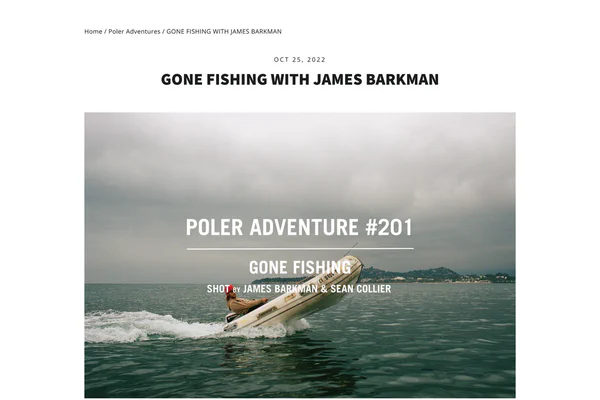 Home / Poler Adventures / GONE FISHING WITH JAMES BARKMAN
OCT 25, 2022
GONE FISHING WITH JAMES BARKMAN
POLER ADVENTURE #201
GONE FISHING
SHOT BY JAMES BARKMAN & SEAN COLLIER